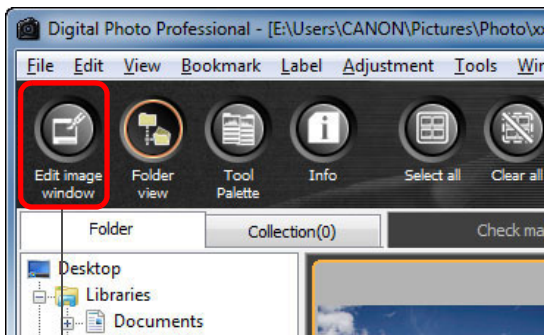 Digital Photo Professional - [E:\Users\CANON\Pictures\Photo\xx
File Edit View Bookmark Label Adjustment Tools Win
Edit image window
Folder view
Tool Palette
Info
Select all
Clear all
Folder
Collection(0)
Check ma
Desktop
Libraries
Documents